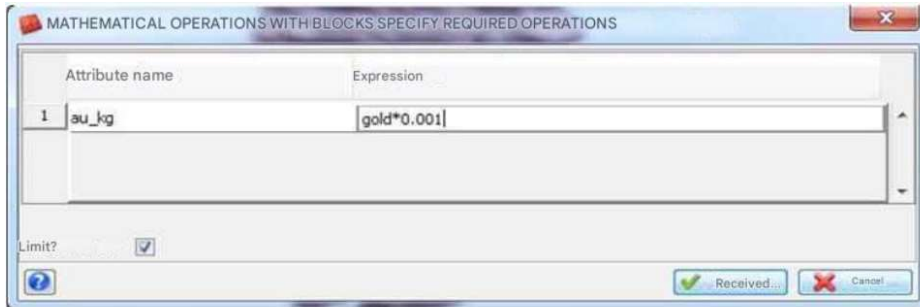 MATHEMATICAL OPERATIONS WITH BLOCKS SPECIFY REQUIRED OPERATIONS
Attribute name Expression
1 au_kg gold*0.001
Limit?
Received... Cancel